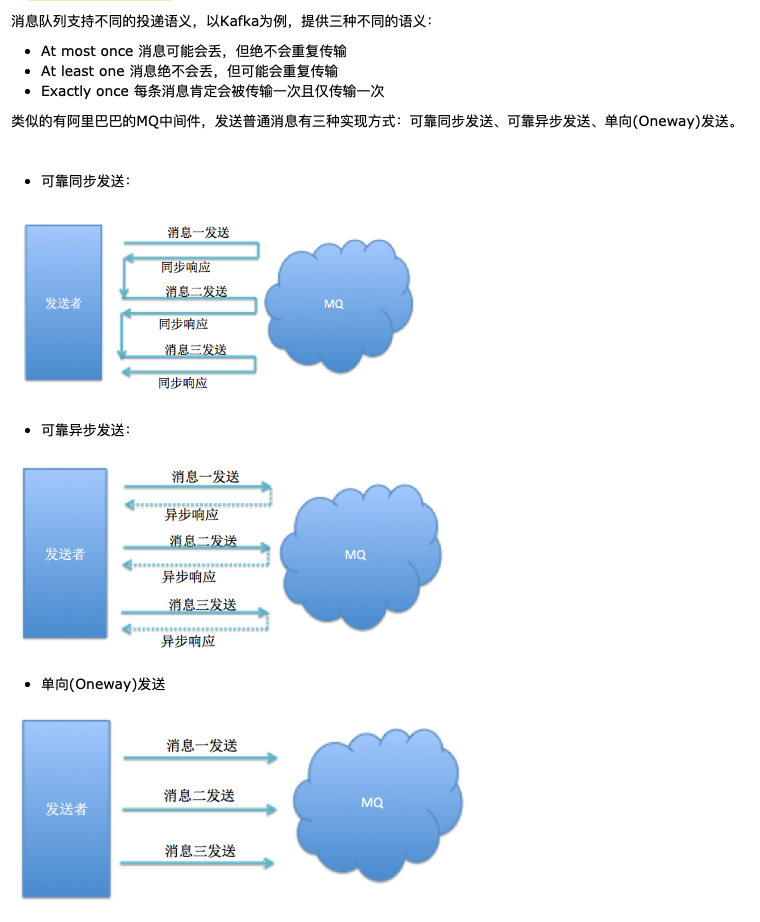 消息队列支持不同的投递语义，以Kafka为例，提供三种不同的语义：
At most once 消息可能会丢，但绝不会重复传输
At least one 消息绝不会丢，但可能会重复传输
Exactly once 每条消息肯定会被传输一次且仅传输一次
类似的有阿里巴巴的MQ中间件，发送普通消息有三种实现方式：可靠同步发送、可靠异步发送、单向(Oneway)发送。
可靠同步发送：
消息一发送
同步响应
消息二发送
发送者
MQ
同步响应
消息三发送
同步响应
可靠异步发送：
消息一发送
异步响应
消息二发送
发送者
MQ
异步响应
消息三发送
异步响应
单向(Oneway)发送
消息一发送
消息二发送
发送者
MQ
消息三发送